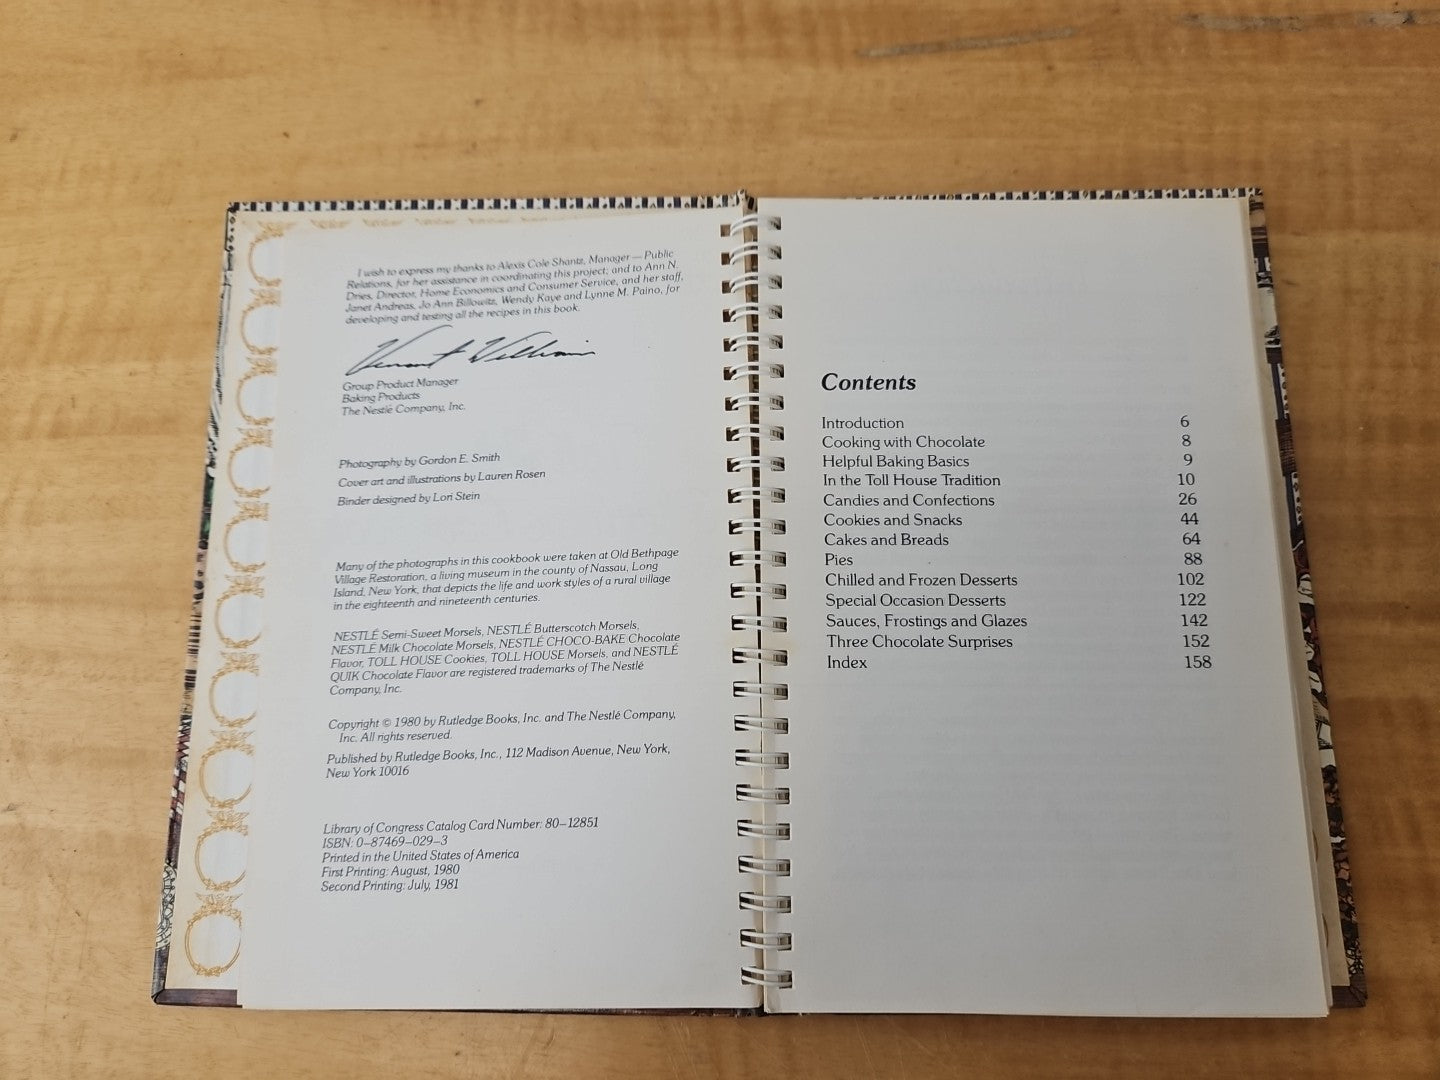 I wish to express my thanks to Alexis Cole Shantz, Manager — Public
Relations, for her assistance in coordinating this project; and to Ann N.
Dries, Director, Home Economics and Consumer Service, and her staff,
Janet Andreas, Jo Ann Billowitz, Wendy Kaye and Lynne M. Paino, for
developing and testing all the recipes in this book.
Vincent Williams
Group Product Manager
Baking Products
The Nestlé Company, Inc.
Photography by Gordon E. Smith
Cover art and illustrations by Lauren Rosen
Binder designed by Lori Stein
Many of the photographs in this cookbook were taken at Old Bethpage
Village Restoration, a living museum in the county of Nassau, Long
Island, New York, that depicts the life and work styles of a rural village
in the eighteenth and nineteenth centuries.
NESTLÉ Semi-Sweet Morsels, NESTLÉ Butterscotch Morsels,
NESTLÉ Milk Chocolate Morsels, NESTLÉ CHOCO-BAKE Chocolate
Flavor, TOLL HOUSE Cookies, TOLL HOUSE Morsels, and NESTLÉ
QUIK Chocolate Flavor are registered trademarks of The Nestlé
Company, Inc.
Copyright © 1980 by Rutledge Books, Inc. and The Nestlé Company,
Inc. All rights reserved.
Published by Rutledge Books, Inc., 112 Madison Avenue, New York,
New York 10016
Library of Congress Catalog Card Number: 80-12851
ISBN: 0-87469-029-3
Printed in the United States of America
First Printing: August, 1980
Second Printing: July, 1981
Contents
Introduction 6
Cooking with Chocolate 8
Helpful Baking Basics 9
In the Toll House Tradition 10
Candies and Confections 26
Cookies and Snacks 44
Cakes and Breads 64
Pies 88
Chilled and Frozen Desserts 102
Special Occasion Desserts 122
Sauces, Frostings and Glazes 142
Three Chocolate Surprises 152
Index 158